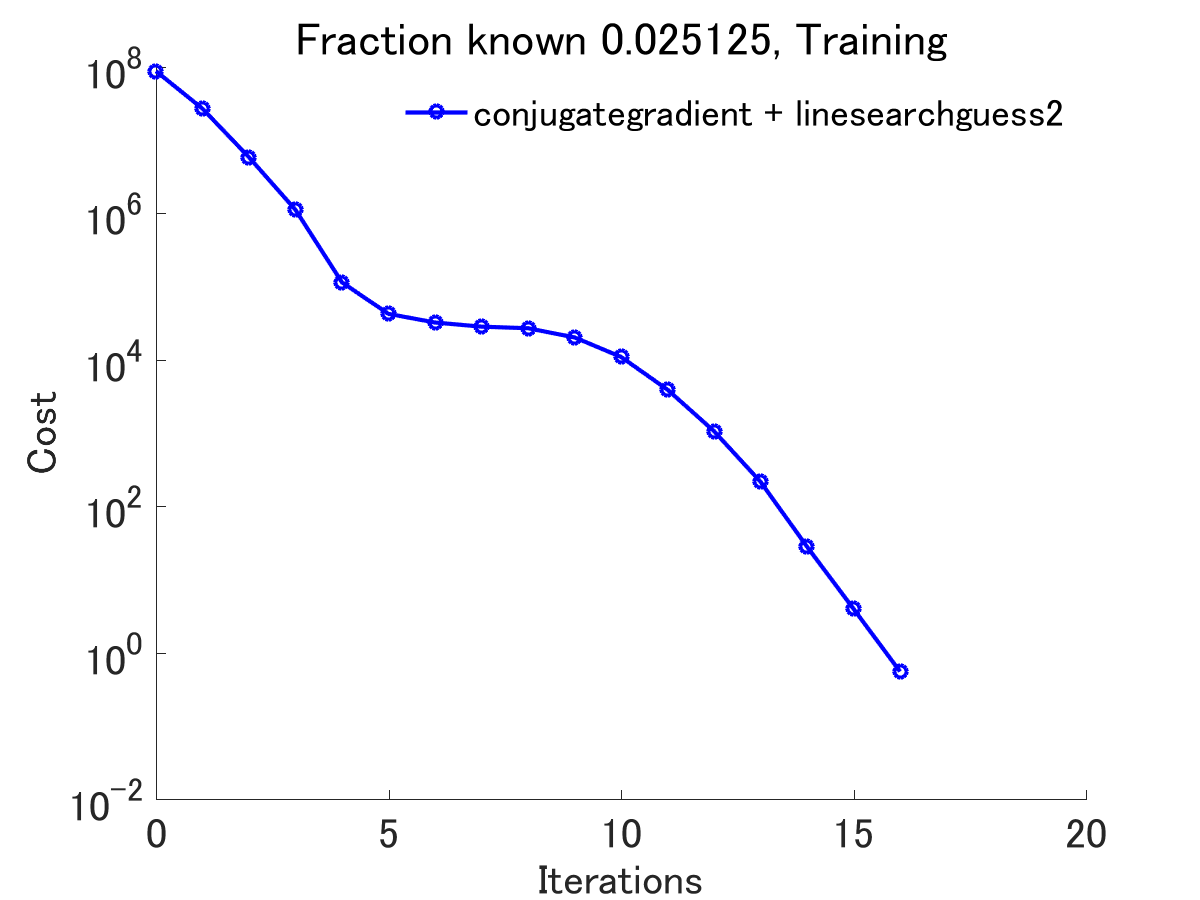 Fraction known 0.025125, Training
conjugategradient + linesearchguess2
10^8
10^6
10^4
10^2
10^0
10^-2
Cost
0 5 10 15 20
Iterations